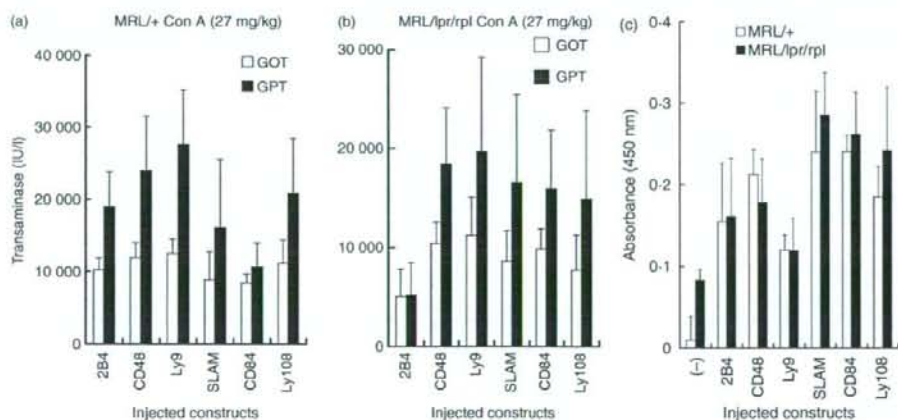 (a)
MRL/+ Con A (27 mg/kg)
GOT
GPT
Transaminase (IU/l)
40 000
30 000
20 000
10 000
0
2B4
CD48
Ly9
SLAM
CD84
Ly108
Injected constructs
(b)
MRL/lpr/rpl Con A (27 mg/kg)
GOT
GPT
30 000
20 000
10 000
0
2B4
CD48
Ly9
SLAM
CD84
Ly108
Injected constructs
(c)
MRL/+
MRL/lpr/rpl
Absorbance (450 nm)
0·4
0·3
0·2
0·1
0
(−)
2B4
CD48
Ly9
SLAM
CD84
Ly108
Injected constructs